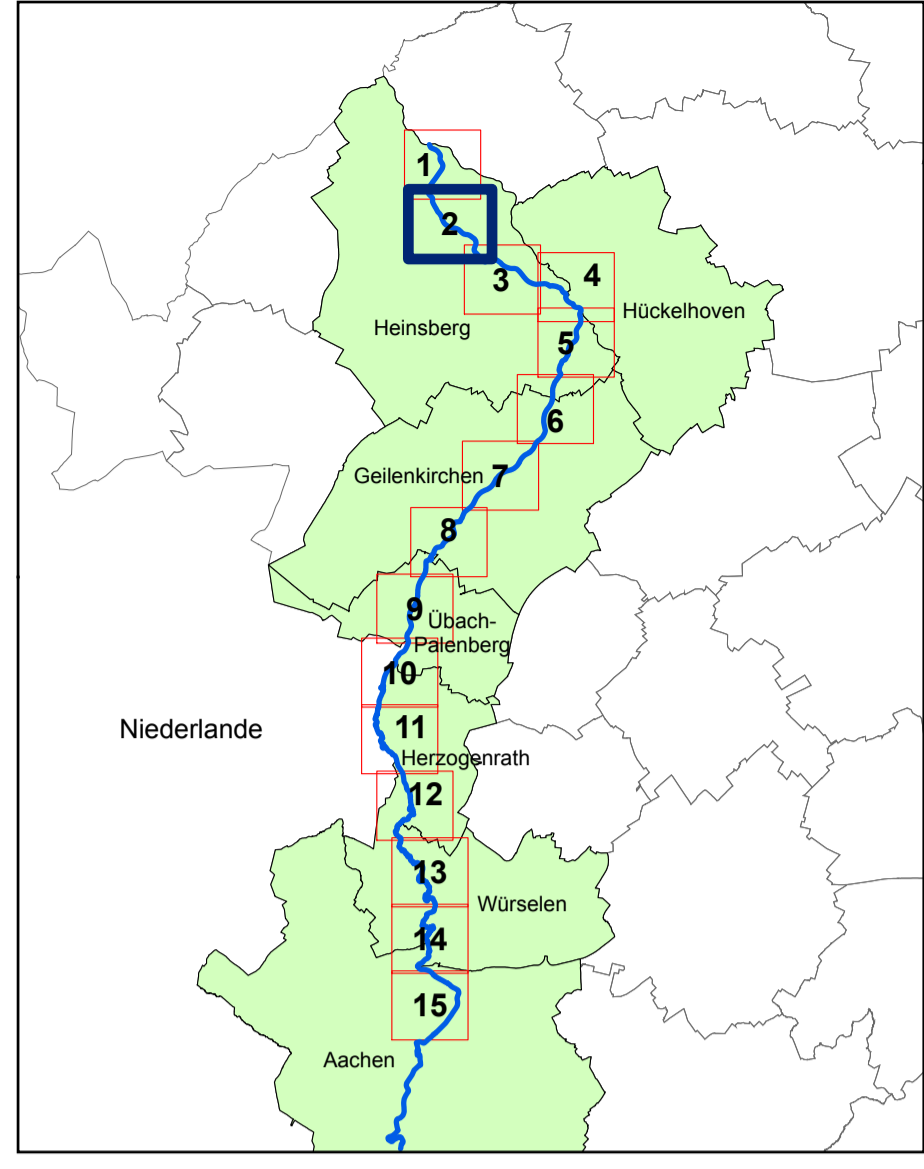 1
2
3
4
Hückelhoven
Heinsberg
5
6
Geilenkirchen
7
8
9
Übach-
Palenberg
10
Niederlande
11
Herzogenrath
12
13
Würselen
14
15
Aachen